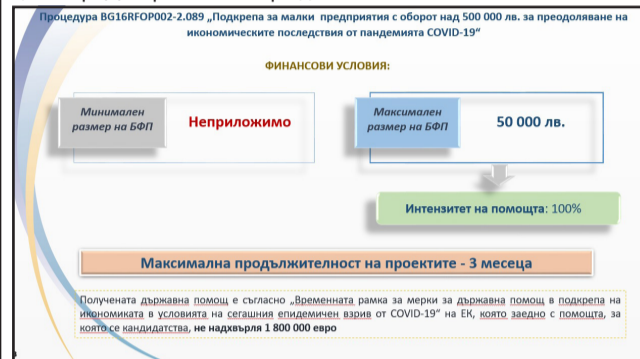 Процедура BG16RFOP002-2.089 „Подкрепа за малки предприятия с оборот над 500 000 лв. за преодоляване на
икономическите последствия от пандемията COVID-19“
ФИНАНСОВИ УСЛОВИЯ:
Минимален
размер на БФП
Неприложимо
Максимален
размер на БФП
50 000 лв.
Интензитет на помощта: 100%
Максимална продължителност на проектите - 3 месеца
Получената държавна помощ е съгласно „Временната рамка за мерки за държавна помощ в подкрепа на
икономиката в условията на сегашния епидемичен взрив от COVID-19“ на ЕК, която заедно с помощта, за
която се кандидатства, не надхвърля 1 800 000 евро